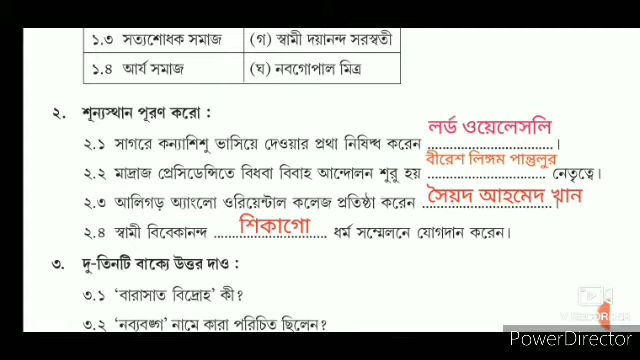 ১.৩ সত্যশোধক সমাজ (গ) স্বামী দয়ানন্দ সরস্বতী
১.৪ আর্য সমাজ (ঘ) নবগোপাল মিত্র
২. শূন্যস্থান পূরণ করো :
২.১ সাগরে কন্যাশিশু ভাসিয়ে দেওয়ার প্রথা নিষিদ্ধ করেন লর্ড ওয়েলেসলি ।
২.২ মাদ্রাজ প্রেসিডেন্সিতে বিধবা বিবাহ আন্দোলন শুরু হয় বীরেশ লিঙ্গম পান্তুলুর নেতৃত্বে।
২.৩ আলিগড় অ্যাংলো ওরিয়েন্টাল কলেজ প্রতিষ্ঠা করেন সৈয়দ আহমেদ খান ।
২.৪ স্বামী বিবেকানন্দ শিকাগো ধর্ম সম্মেলনে যোগদান করেন।
৩. দু-তিনটি বাক্যে উত্তর দাও :
৩.১ ‘বারাসাত বিদ্রোহ’ কী?
৩.২ ‘নব্যবঙ্গ’ নামে কারা পরিচিত ছিলেন?
V RECORDER
PowerDirector